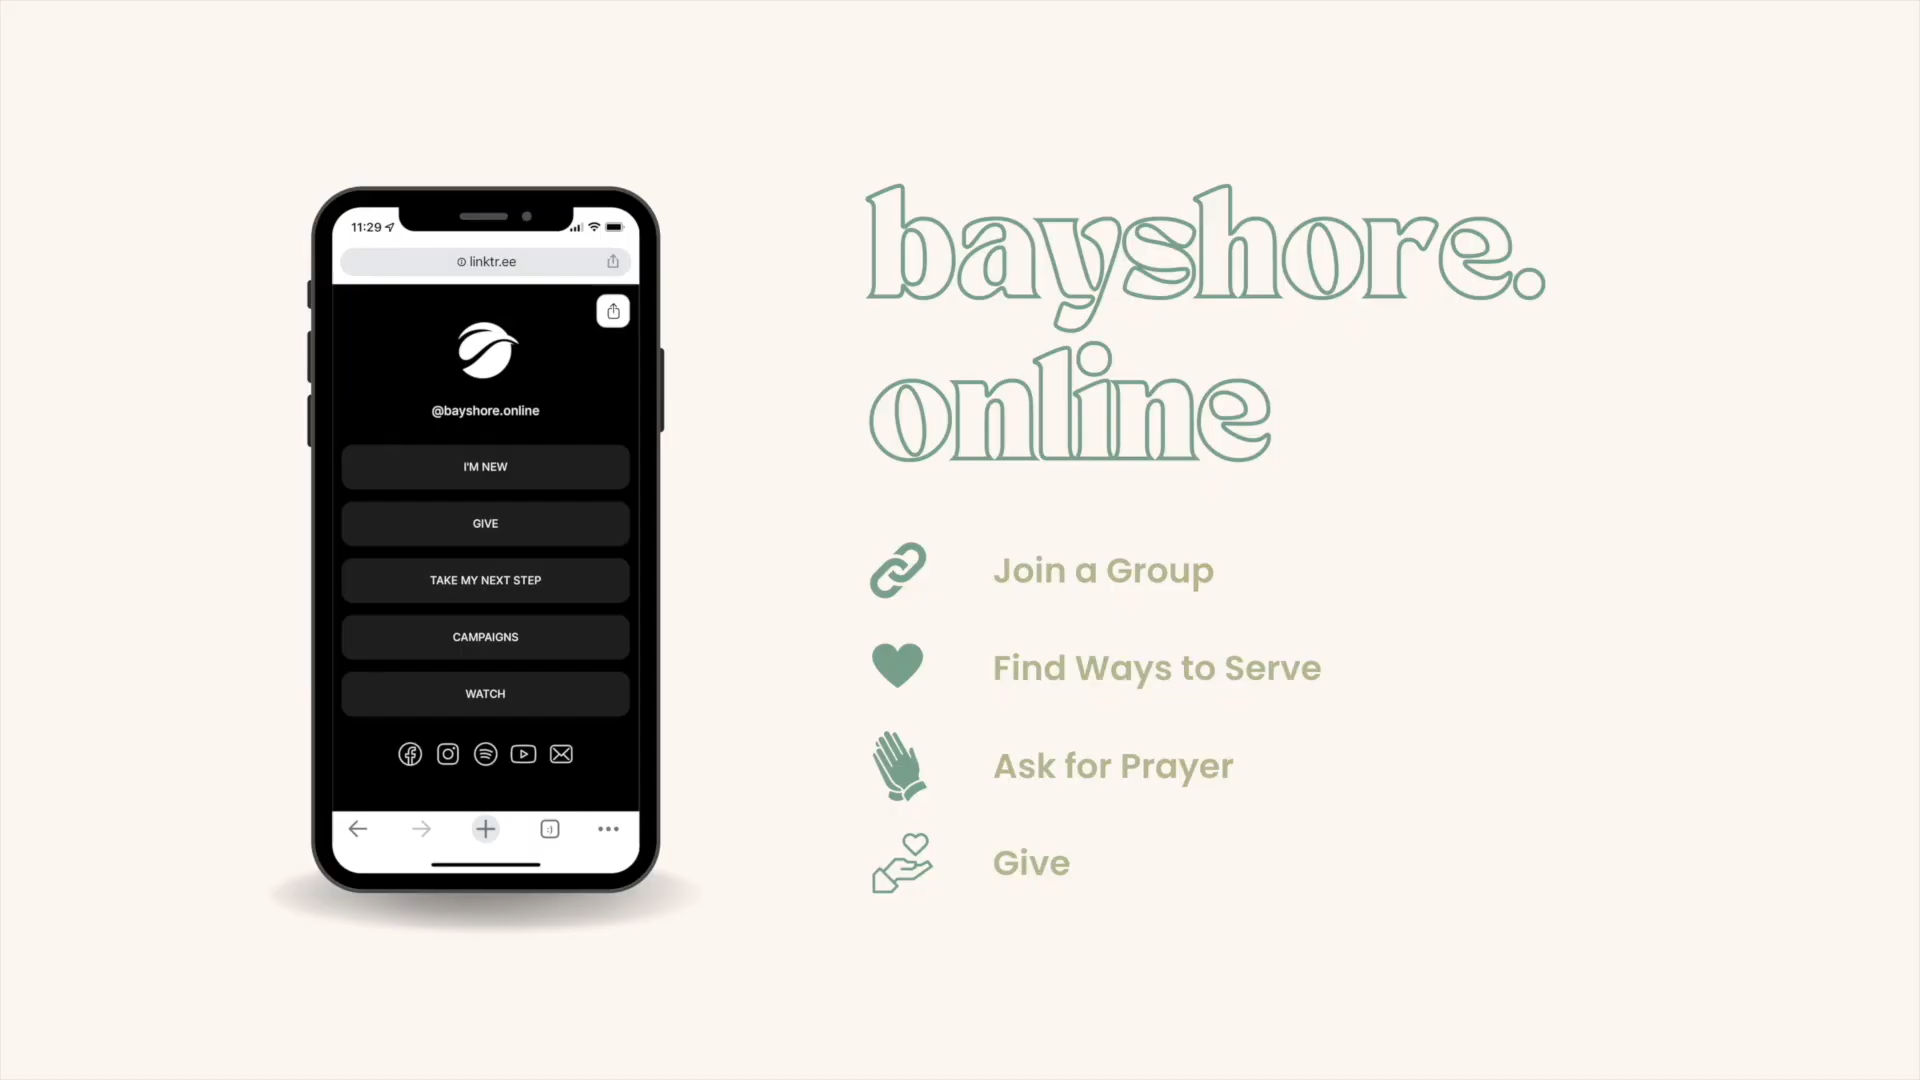 11:29
linktr.ee
@bayshore.online
I'M NEW
GIVE
TAKE MY NEXT STEP
CAMPAIGNS
WATCH
:)
bayshore.
online
Join a Group
Find Ways to Serve
Ask for Prayer
Give